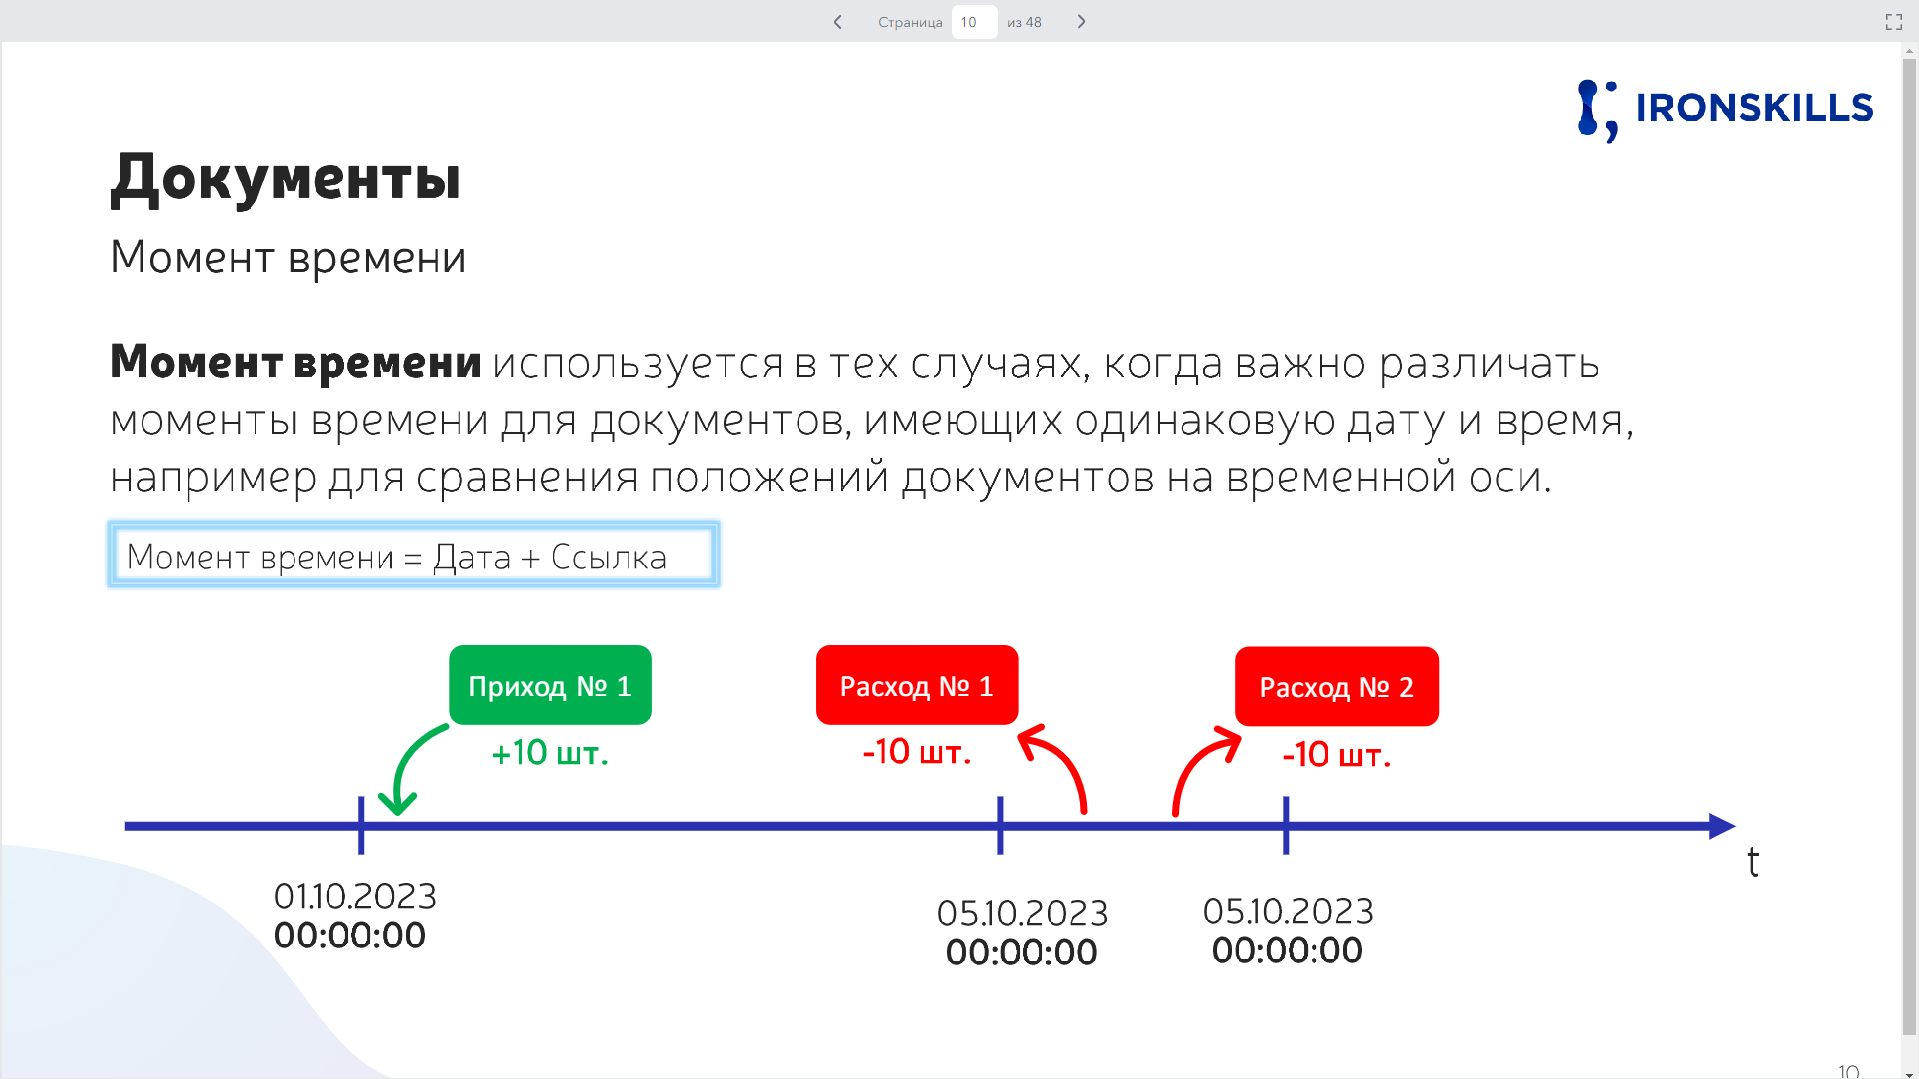 Страница 10 из 48
IRONSKILLS
Документы
Момент времени
Момент времени используется в тех случаях, когда важно различать
моменты времени для документов, имеющих одинаковую дату и время,
например для сравнения положений документов на временной оси.
Момент времени = Дата + Ссылка
Приход № 1
Расход № 1
Расход № 2
+10 шт.
-10 шт.
-10 шт.
t
01.10.2023
00:00:00
05.10.2023
00:00:00
05.10.2023
00:00:00
10